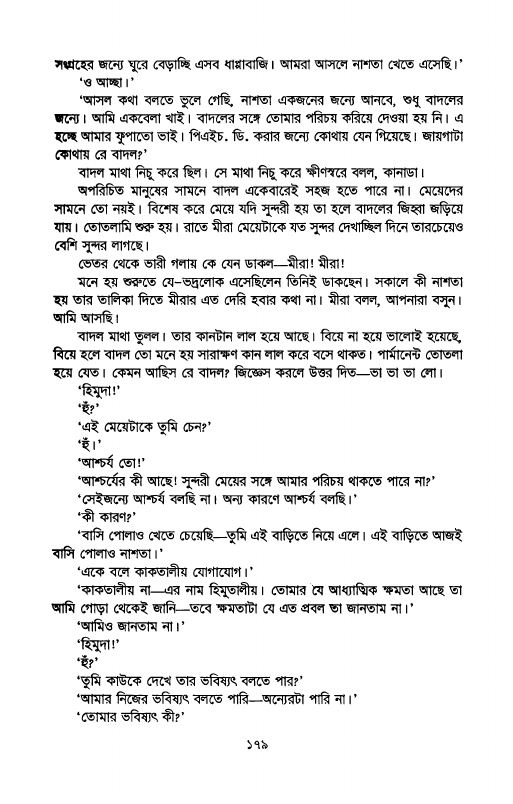 সংগ্রহের জন্যে ঘুরে বেড়াচ্ছি এসব ধাপ্পাবাজি। আমরা আসলে নাশতা খেতে এসেছি।'
'ও আচ্ছা।'
'আসল কথা বলতে ভুলে গেছি, নাশতা একজনের জন্যে আনবে, শুধু বাদলের
জন্যে। আমি একবেলা খাই। বাদলের সঙ্গে তোমার পরিচয় করিয়ে দেওয়া হয় নি। এ
হচ্ছে আমার ফুপাতো ভাই। পিএইচ. ডি. করার জন্যে কোথায় যেন গিয়েছে। জায়গাটা
কোথায় রে বাদল?'
বাদল মাথা নিচু করে ছিল। সে মাথা নিচু করে ক্ষীণস্বরে বলল, কানাডা।
অপরিচিত মানুষের সামনে বাদল একেবারেই সহজ হতে পারে না। মেয়েদের
সামনে তো নয়ই। বিশেষ করে মেয়ে যদি সুন্দরী হয় তা হলে বাদলের জিহ্বা জড়িয়ে
যায়। তোতলামি শুরু হয়। রাতে মীরা মেয়েটাকে যত সুন্দর দেখাচ্ছিল দিনে তারচেয়েও
বেশি সুন্দর লাগছে।
ভেতর থেকে ভারী গলায় কে যেন ডাকল—মীরা! মীরা!
মনে হয় শুরুতে যে-ভদ্রলোক এসেছিলেন তিনিই ডাকছেন। সকালে কী নাশতা
হয় তার তালিকা দিতে মীরার এত দেরি হবার কথা না। মীরা বলল, আপনারা বসুন।
আমি আসছি।
বাদল মাথা তুলল। তার কানটান লাল হয়ে আছে। বিয়ে না হয়ে ভালোই হয়েছে,
বিয়ে হলে বাদল তো মনে হয় সারাক্ষণ কান লাল করে বসে থাকত। পার্মানেন্ট তোতলা
হয়ে যেত। কেমন আছিস রে বাদল? জিজ্ঞেস করলে উত্তর দিত—ভা ভা ভা লো।
'হিমুদা!'
'হুঁ?'
'এই মেয়েটাকে তুমি চেন?'
'হুঁ।'
'আশ্চর্য তো!'
'আশ্চর্যের কী আছে! সুন্দরী মেয়ের সঙ্গে আমার পরিচয় থাকতে পারে না?'
'সেইজন্যে আশ্চর্য বলছি না। অন্য কারণে আশ্চর্য বলছি।'
'কী কারণ?'
'বাসি পোলাও খেতে চেয়েছি—তুমি এই বাড়িতে নিয়ে এলে। এই বাড়িতে আজই
বাসি পোলাও নাশতা।'
'একে বলে কাকতালীয় যোগাযোগ।'
'কাকতালীয় না—এর নাম হিমুতালীয়। তোমার যে আধ্যাত্মিক ক্ষমতা আছে তা
আমি গোড়া থেকেই জানি—তবে ক্ষমতাটা যে এত প্রবল তা জানতাম না।'
'আমিও জানতাম না।'
'হিমুদা!'
'হুঁ?'
'তুমি কাউকে দেখে তার ভবিষ্যৎ বলতে পার?'
'আমার নিজের ভবিষ্যৎ বলতে পারি—অন্যেরটা পারি না।'
'তোমার ভবিষ্যৎ কী?'
১৭৯